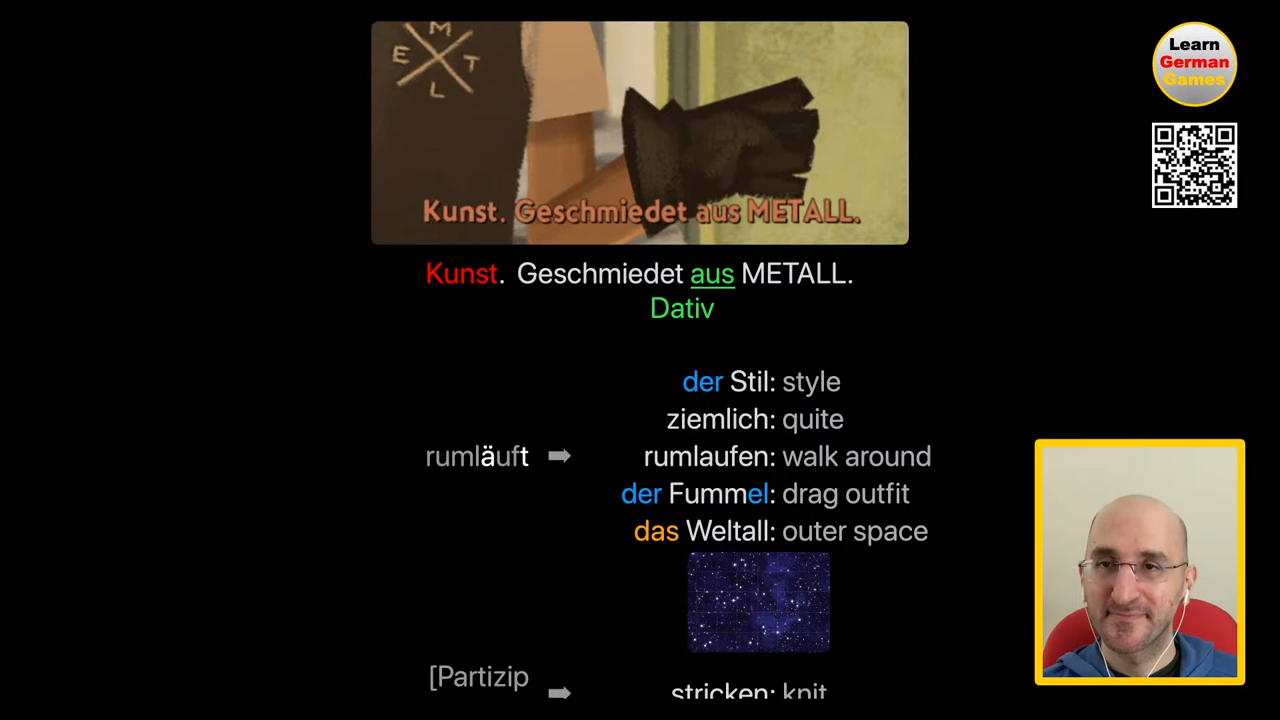 M
E T
L
Kunst. Geschmiedet aus METALL.
Learn
German
Games
Kunst. Geschmiedet aus METALL.
Dativ
der Stil: style
ziemlich: quite
rumläuft ➡ rumlaufen: walk around
der Fummel: drag outfit
das Weltall: outer space
[Partizip ➡ stricken: knit